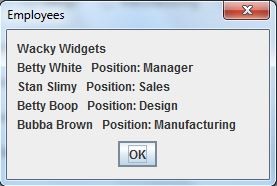 Employees
Wacky Widgets
Betty White Position: Manager
Stan Slimy Position: Sales
Betty Boop Position: Design
Bubba Brown Position: Manufacturing
OK